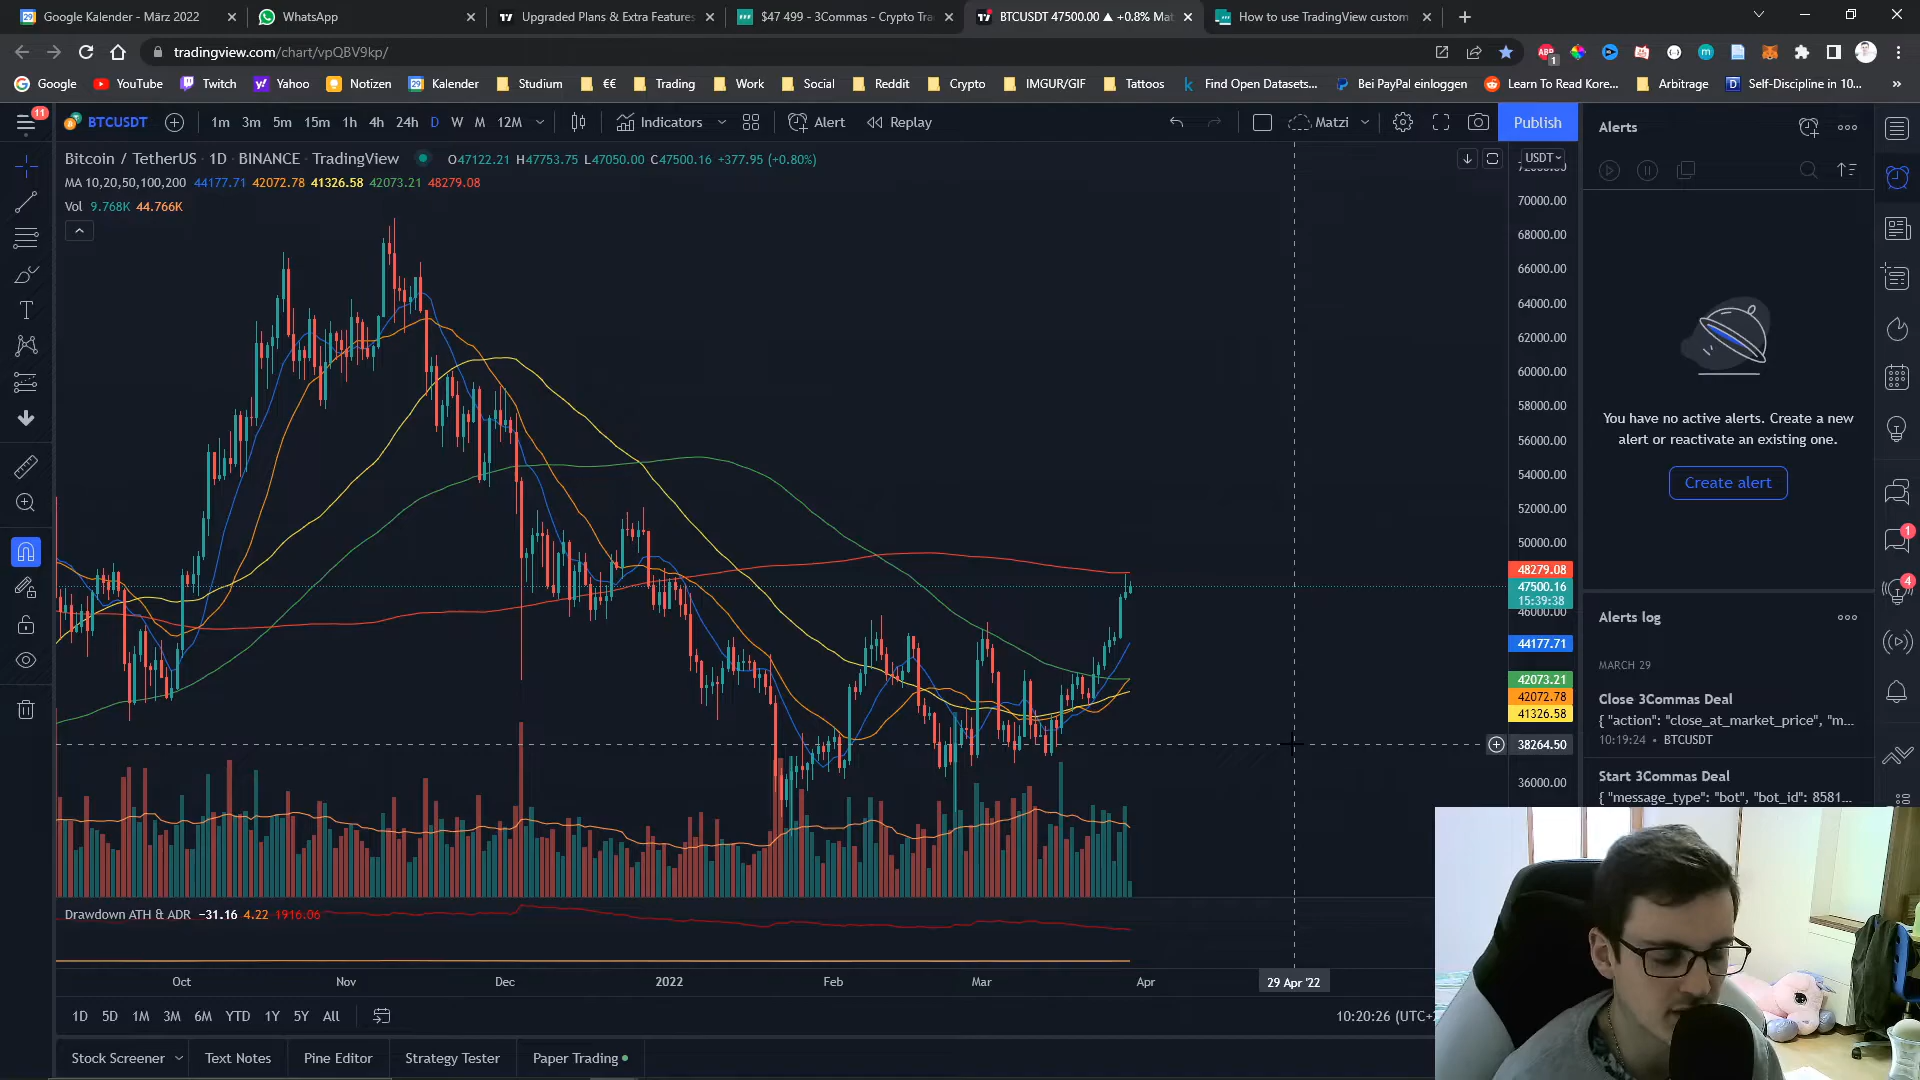 Google Kalender - März 2022
WhatsApp
Upgraded Plans & Extra Features
$47 499 - 3Commas - Crypto Tra
BTCUSDT 47500.00 ▲ +0.8% Mat
How to use TradingView custom
tradingview.com/chart/vpQBV9kp/
Google
YouTube
Twitch
Yahoo
Notizen
Kalender
Studium
€€
Trading
Work
Social
Reddit
Crypto
IMGUR/GIF
Tattoos
Find Open Datasets...
Bei PayPal einloggen
Learn To Read Kore...
Arbitrage
Self-Discipline in 10...
11
BTCUSDT
1m 3m 5m 15m 1h 4h 24h D W M 12M
Indicators
Alert
Replay
Matzi
Publish
Alerts
Bitcoin / TetherUS · 1D · BINANCE · TradingView
O47122.21 H47753.75 L47050.00 C47500.16 +377.95 (+0.80%)
USDT
MA 10,20,50,100,200 44177.71 42072.78 41326.58 42073.21 48279.08
Vol 9.768K 44.766K
72000.00
70000.00
68000.00
66000.00
64000.00
62000.00
60000.00
58000.00
56000.00
54000.00
52000.00
50000.00
48279.08
47500.16
15:39:38
46000.00
44177.71
42073.21
42072.78
41326.58
38264.50
36000.00
You have no active alerts. Create a new
alert or reactivate an existing one.
Create alert
Alerts log
MARCH 29
Close 3Commas Deal
{ "action": "close_at_market_price", "m...
10:19:24 • BTCUSDT
Start 3Commas Deal
{ "message_type": "bot", "bot_id": 8581...
1
4
Drawdown ATH & ADR −31.16 4.22 1916.06
Oct
Nov
Dec
2022
Feb
Mar
Apr
29 Apr '22
1D 5D 1M 3M 6M YTD 1Y 5Y All
10:20:26 (UTC+2
Stock Screener
Text Notes
Pine Editor
Strategy Tester
Paper Trading